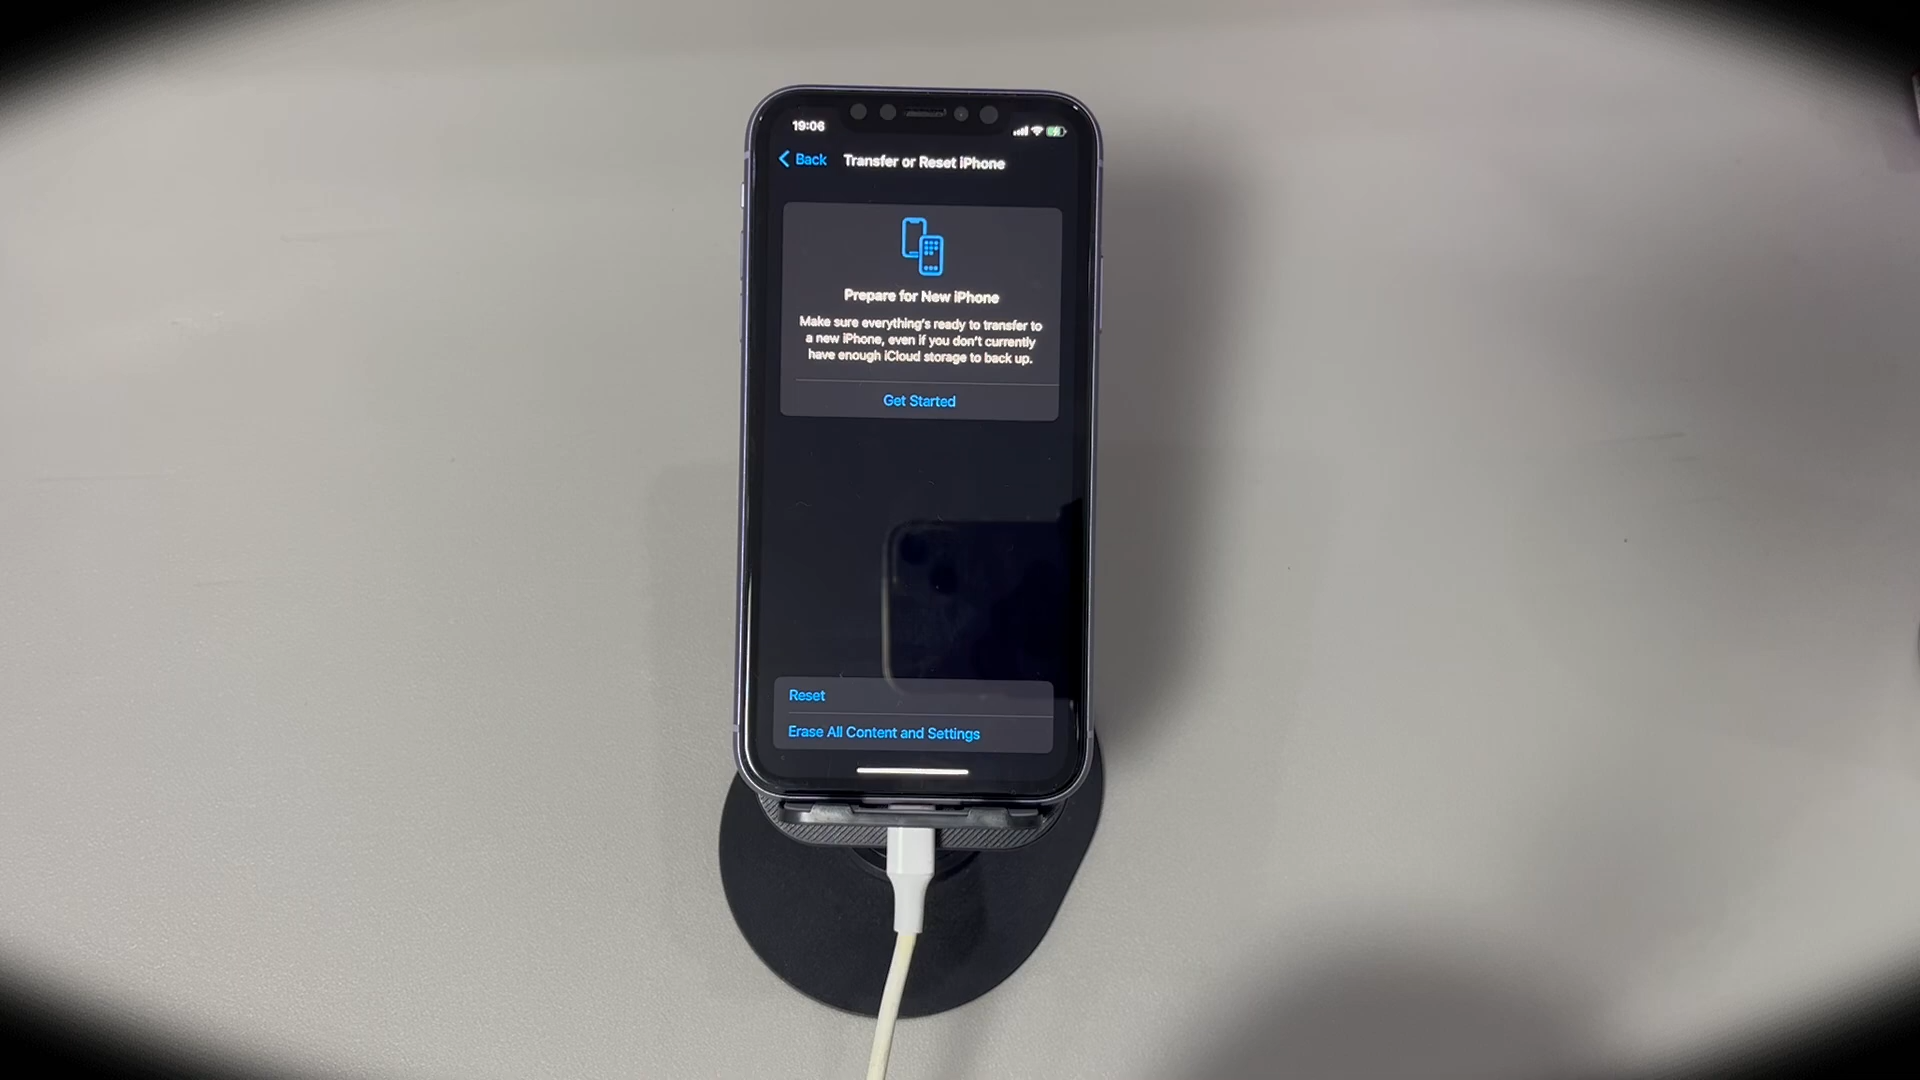 19:06
Back
Transfer or Reset iPhone
Prepare for New iPhone
Make sure everything's ready to transfer to
a new iPhone, even if you don't currently
have enough iCloud storage to back up.
Get Started
Reset
Erase All Content and Settings